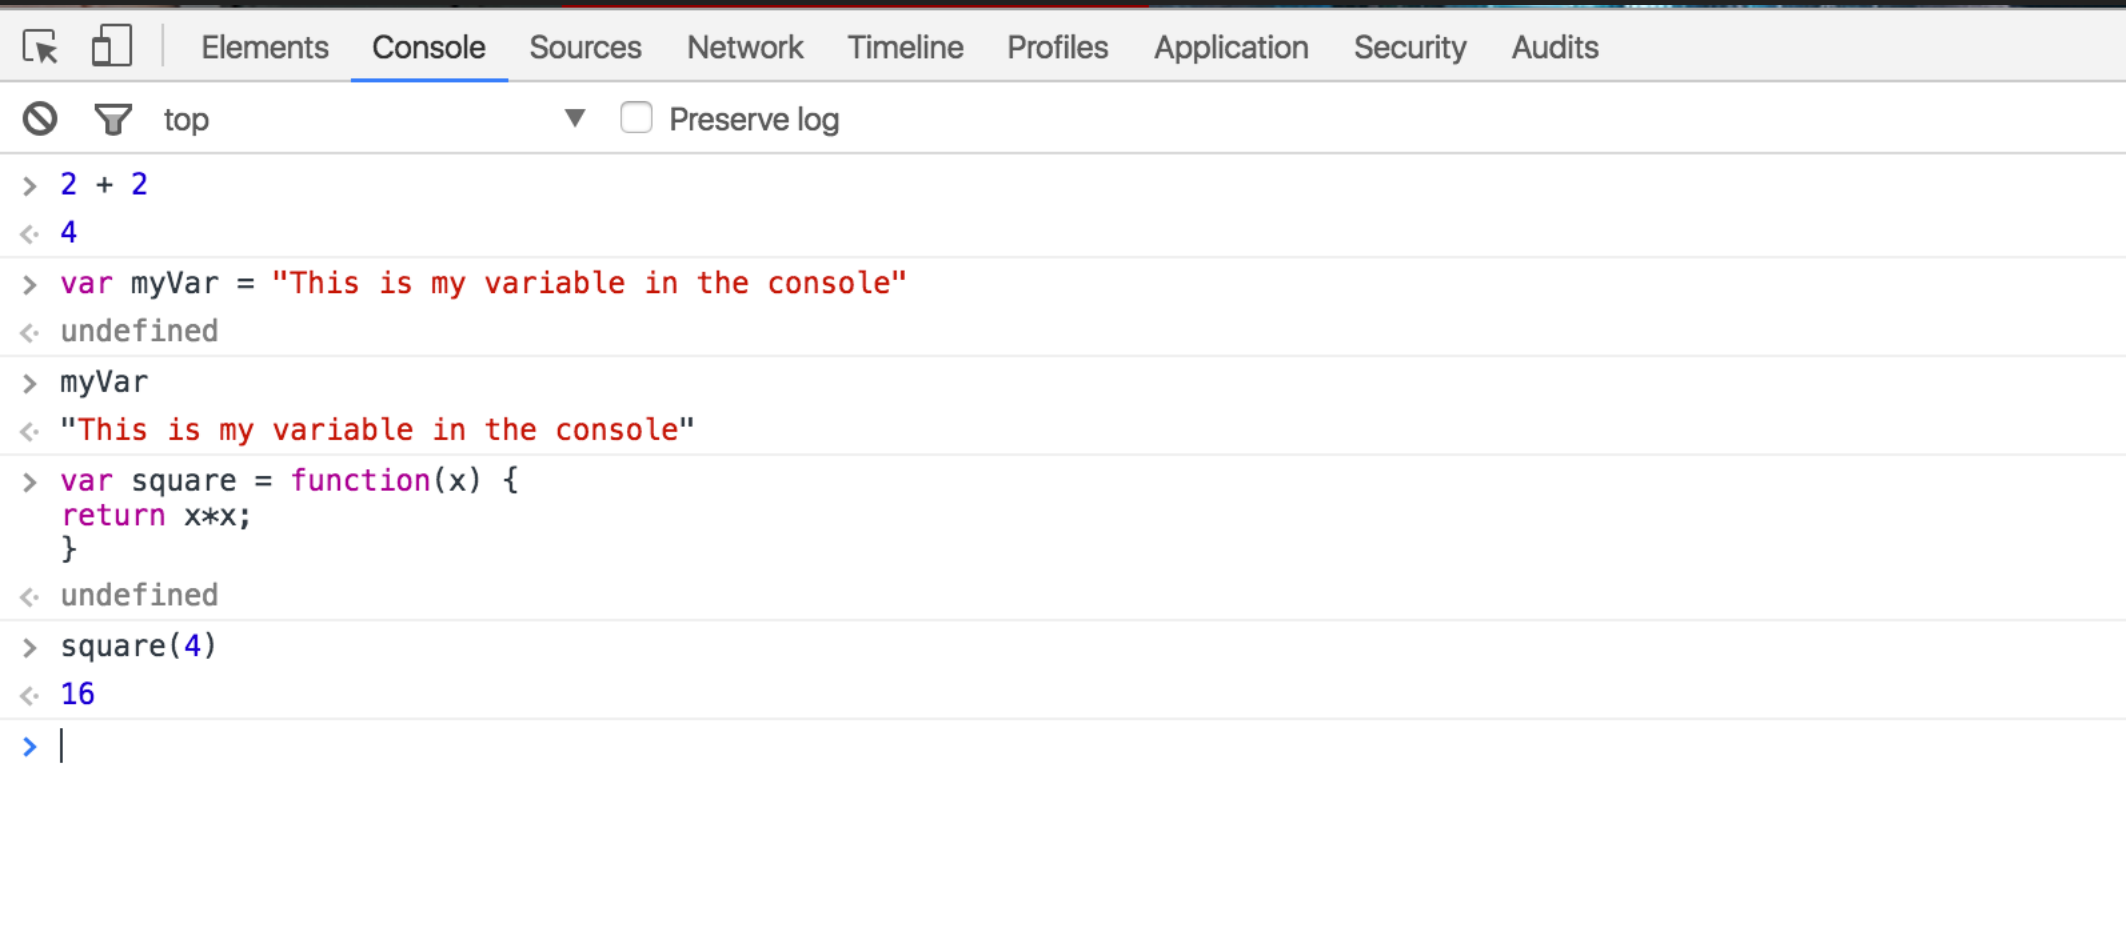 Elements Console Sources Network Timeline Profiles Application Security Audits
top Preserve log
2 + 2
4
var myVar = "This is my variable in the console"
undefined
myVar
"This is my variable in the console"
var square = function(x) {
return x*x;
}
undefined
square(4)
16